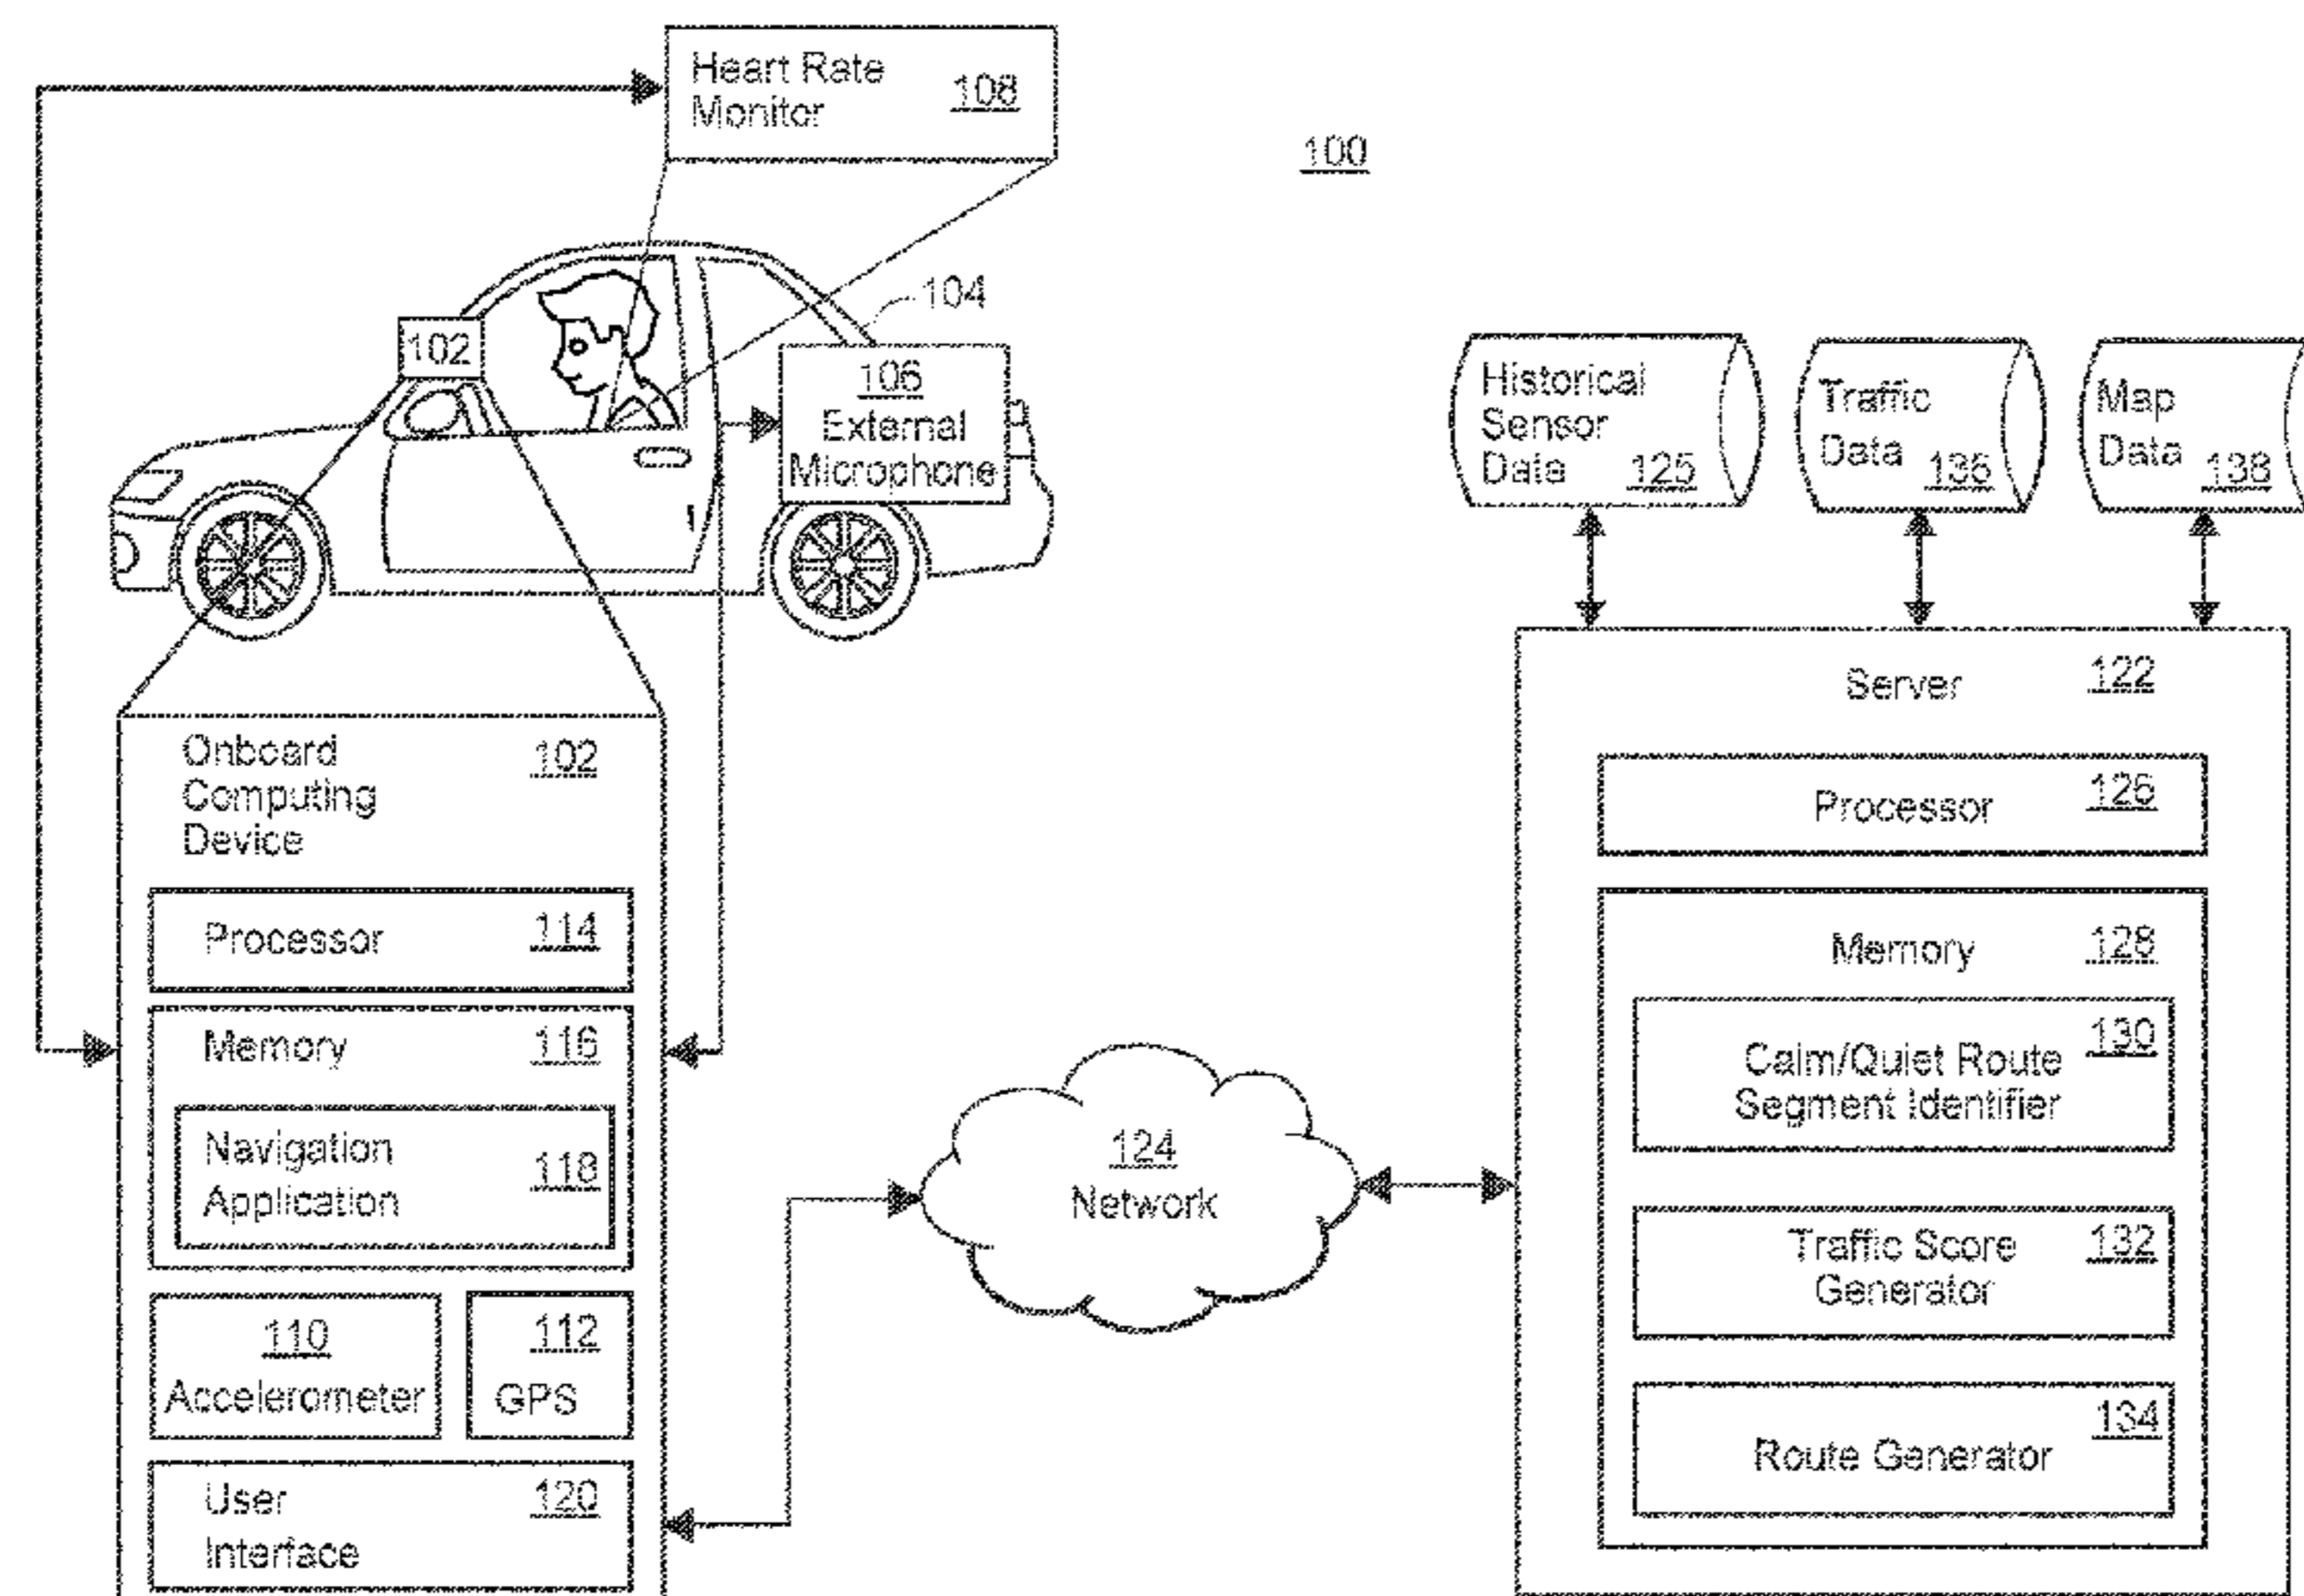 Heart Rate
Monitor
108
100
104
102
106
External
Microphone
Historical
Sensor
Data
125
Traffic
Data
136
Map
Data
138
Onboard
Computing
Device
102
Processor
114
Memory
116
Navigation
Application
118
110
Accelerometer
112
GPS
User
Interface
120
124
Network
Server
122
Processor
126
Memory
128
Calm/Quiet Route
Segment Identifier
130
Traffic Score
Generator
132
Route Generator
134